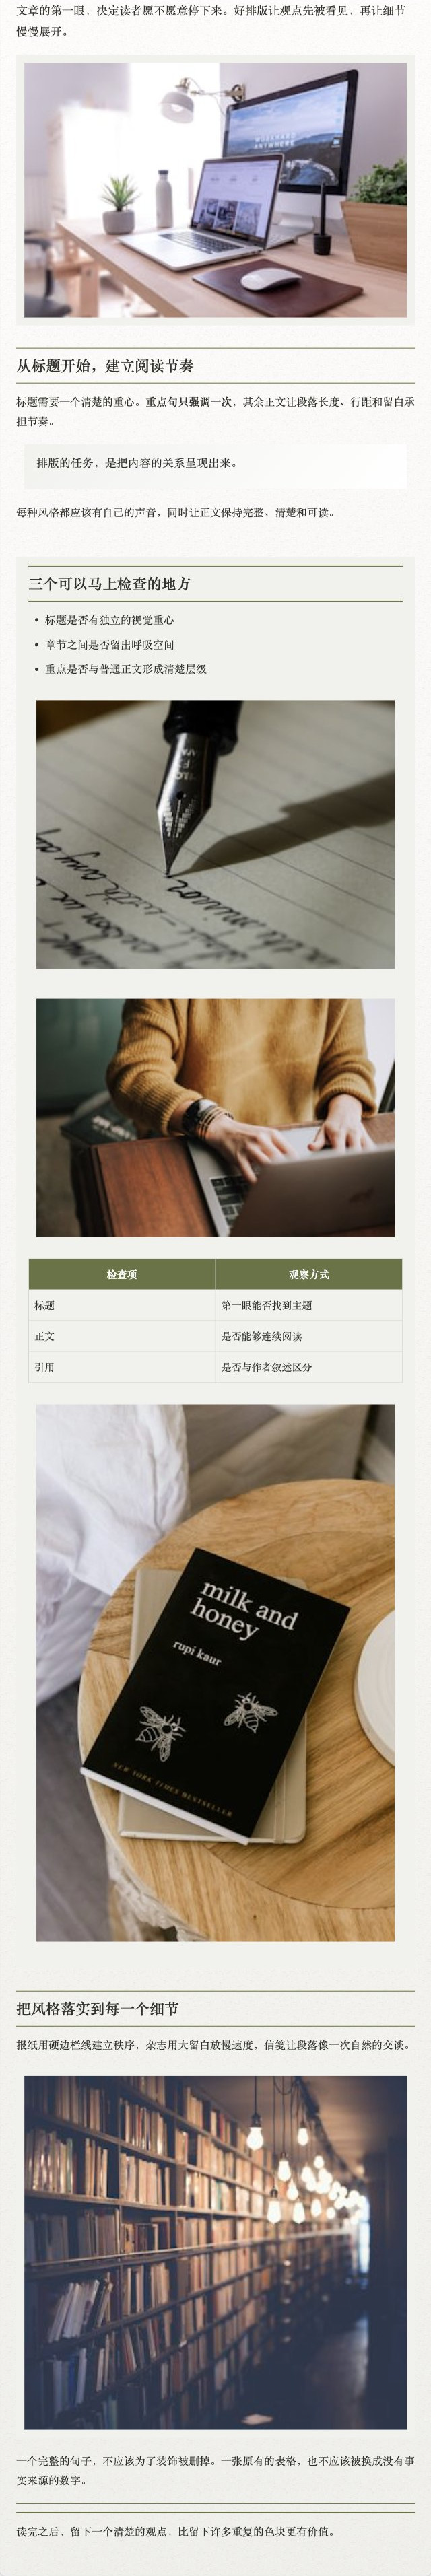 文章的第一眼，决定读者愿不愿意停下来。好排版让观点先被看见，再让细节
慢慢展开。
从标题开始，建立阅读节奏
标题需要一个清楚的重心。重点句只强调一次，其余正文让段落长度、行距和留白承
担节奏。
排版的任务，是把内容的关系呈现出来。
每种风格都应该有自己的声音，同时让正文保持完整、清楚和可读。
三个可以马上检查的地方
• 标题是否有独立的视觉重心
• 章节之间是否留出呼吸空间
• 重点是否与普通正文形成清楚层级
检查项 观察方式
标题 第一眼能否找到主题
正文 是否能够连续阅读
引用 是否与作者叙述区分
milk and
honey
rupi kaur
NEW YORK TIMES BESTSELLER
把风格落实到每一个细节
报纸用硬边栏线建立秩序，杂志用大留白放慢速度，信笺让段落像一次自然的交谈。
一个完整的句子，不应该为了装饰被删掉。一张原有的表格，也不应该被换成没有事
实来源的数字。
读完之后，留下一个清楚的观点，比留下许多重复的色块更有价值。